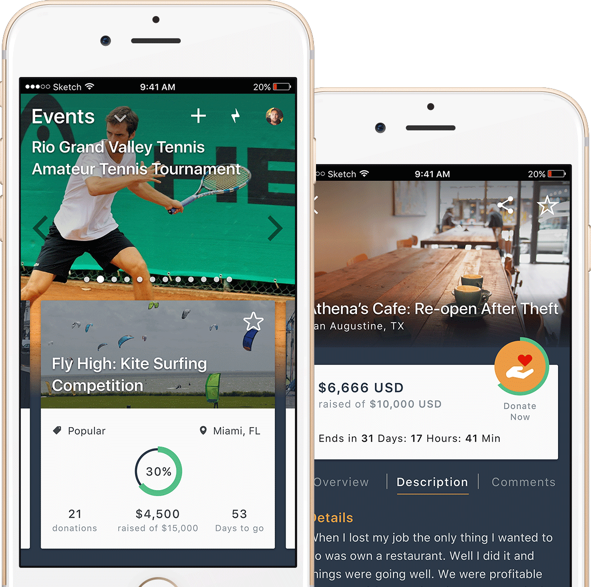 Sketch 9:41 AM 20%
Events
Rio Grand Valley Tennis
Amateur Tennis Tournament
HE
Fly High: Kite Surfing
Competition
Popular Miami, FL
30%
21 $4,500 53
donations raised of $15,000 Days to go
Sketch 9:41 AM 20%
Athena's Cafe: Re-open After Theft
an Augustine, TX
$6,666 USD
raised of $10,000 USD
Donate
Now
Ends in 31 Days: 17 Hours: 41 Min
Overview Description Comments
Details
When I lost my job the only thing I wanted to
o was own a restaurant. Well I did it and
hings were going well. We were profitable